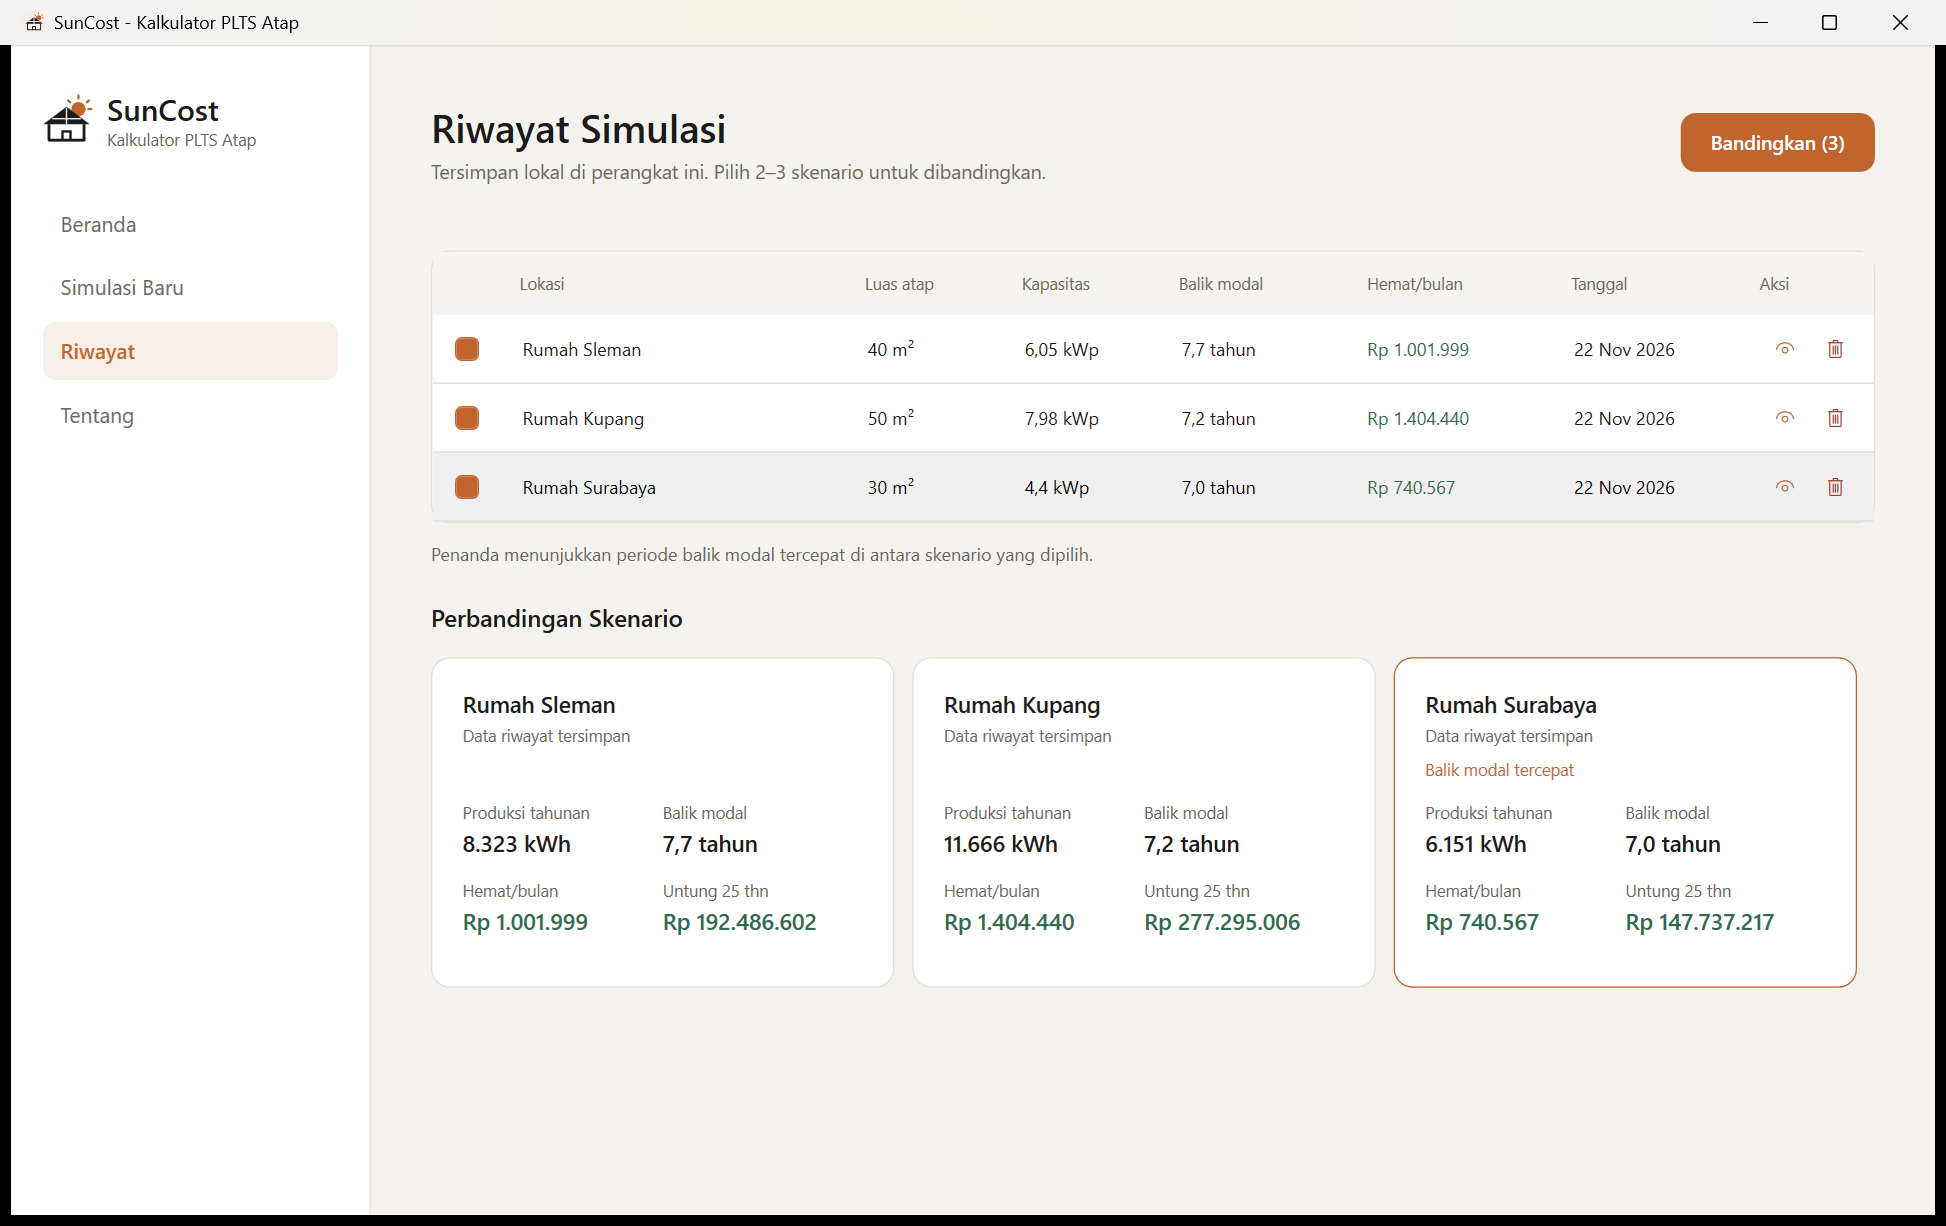 SunCost - Kalkulator PLTS Atap
SunCost
Kalkulator PLTS Atap
Beranda
Simulasi Baru
Riwayat
Tentang
Riwayat Simulasi
Tersimpan lokal di perangkat ini. Pilih 2–3 skenario untuk dibandingkan.
Bandingkan (3)
Lokasi Luas atap Kapasitas Balik modal Hemat/bulan Tanggal Aksi
Rumah Sleman 40 m² 6,05 kWp 7,7 tahun Rp 1.001.999 22 Nov 2026
Rumah Kupang 50 m² 7,98 kWp 7,2 tahun Rp 1.404.440 22 Nov 2026
Rumah Surabaya 30 m² 4,4 kWp 7,0 tahun Rp 740.567 22 Nov 2026
Penanda menunjukkan periode balik modal tercepat di antara skenario yang dipilih.
Perbandingan Skenario
Rumah Sleman
Data riwayat tersimpan
Produksi tahunan Balik modal
8.323 kWh 7,7 tahun
Hemat/bulan Untung 25 thn
Rp 1.001.999 Rp 192.486.602
Rumah Kupang
Data riwayat tersimpan
Produksi tahunan Balik modal
11.666 kWh 7,2 tahun
Hemat/bulan Untung 25 thn
Rp 1.404.440 Rp 277.295.006
Rumah Surabaya
Data riwayat tersimpan
Balik modal tercepat
Produksi tahunan Balik modal
6.151 kWh 7,0 tahun
Hemat/bulan Untung 25 thn
Rp 740.567 Rp 147.737.217